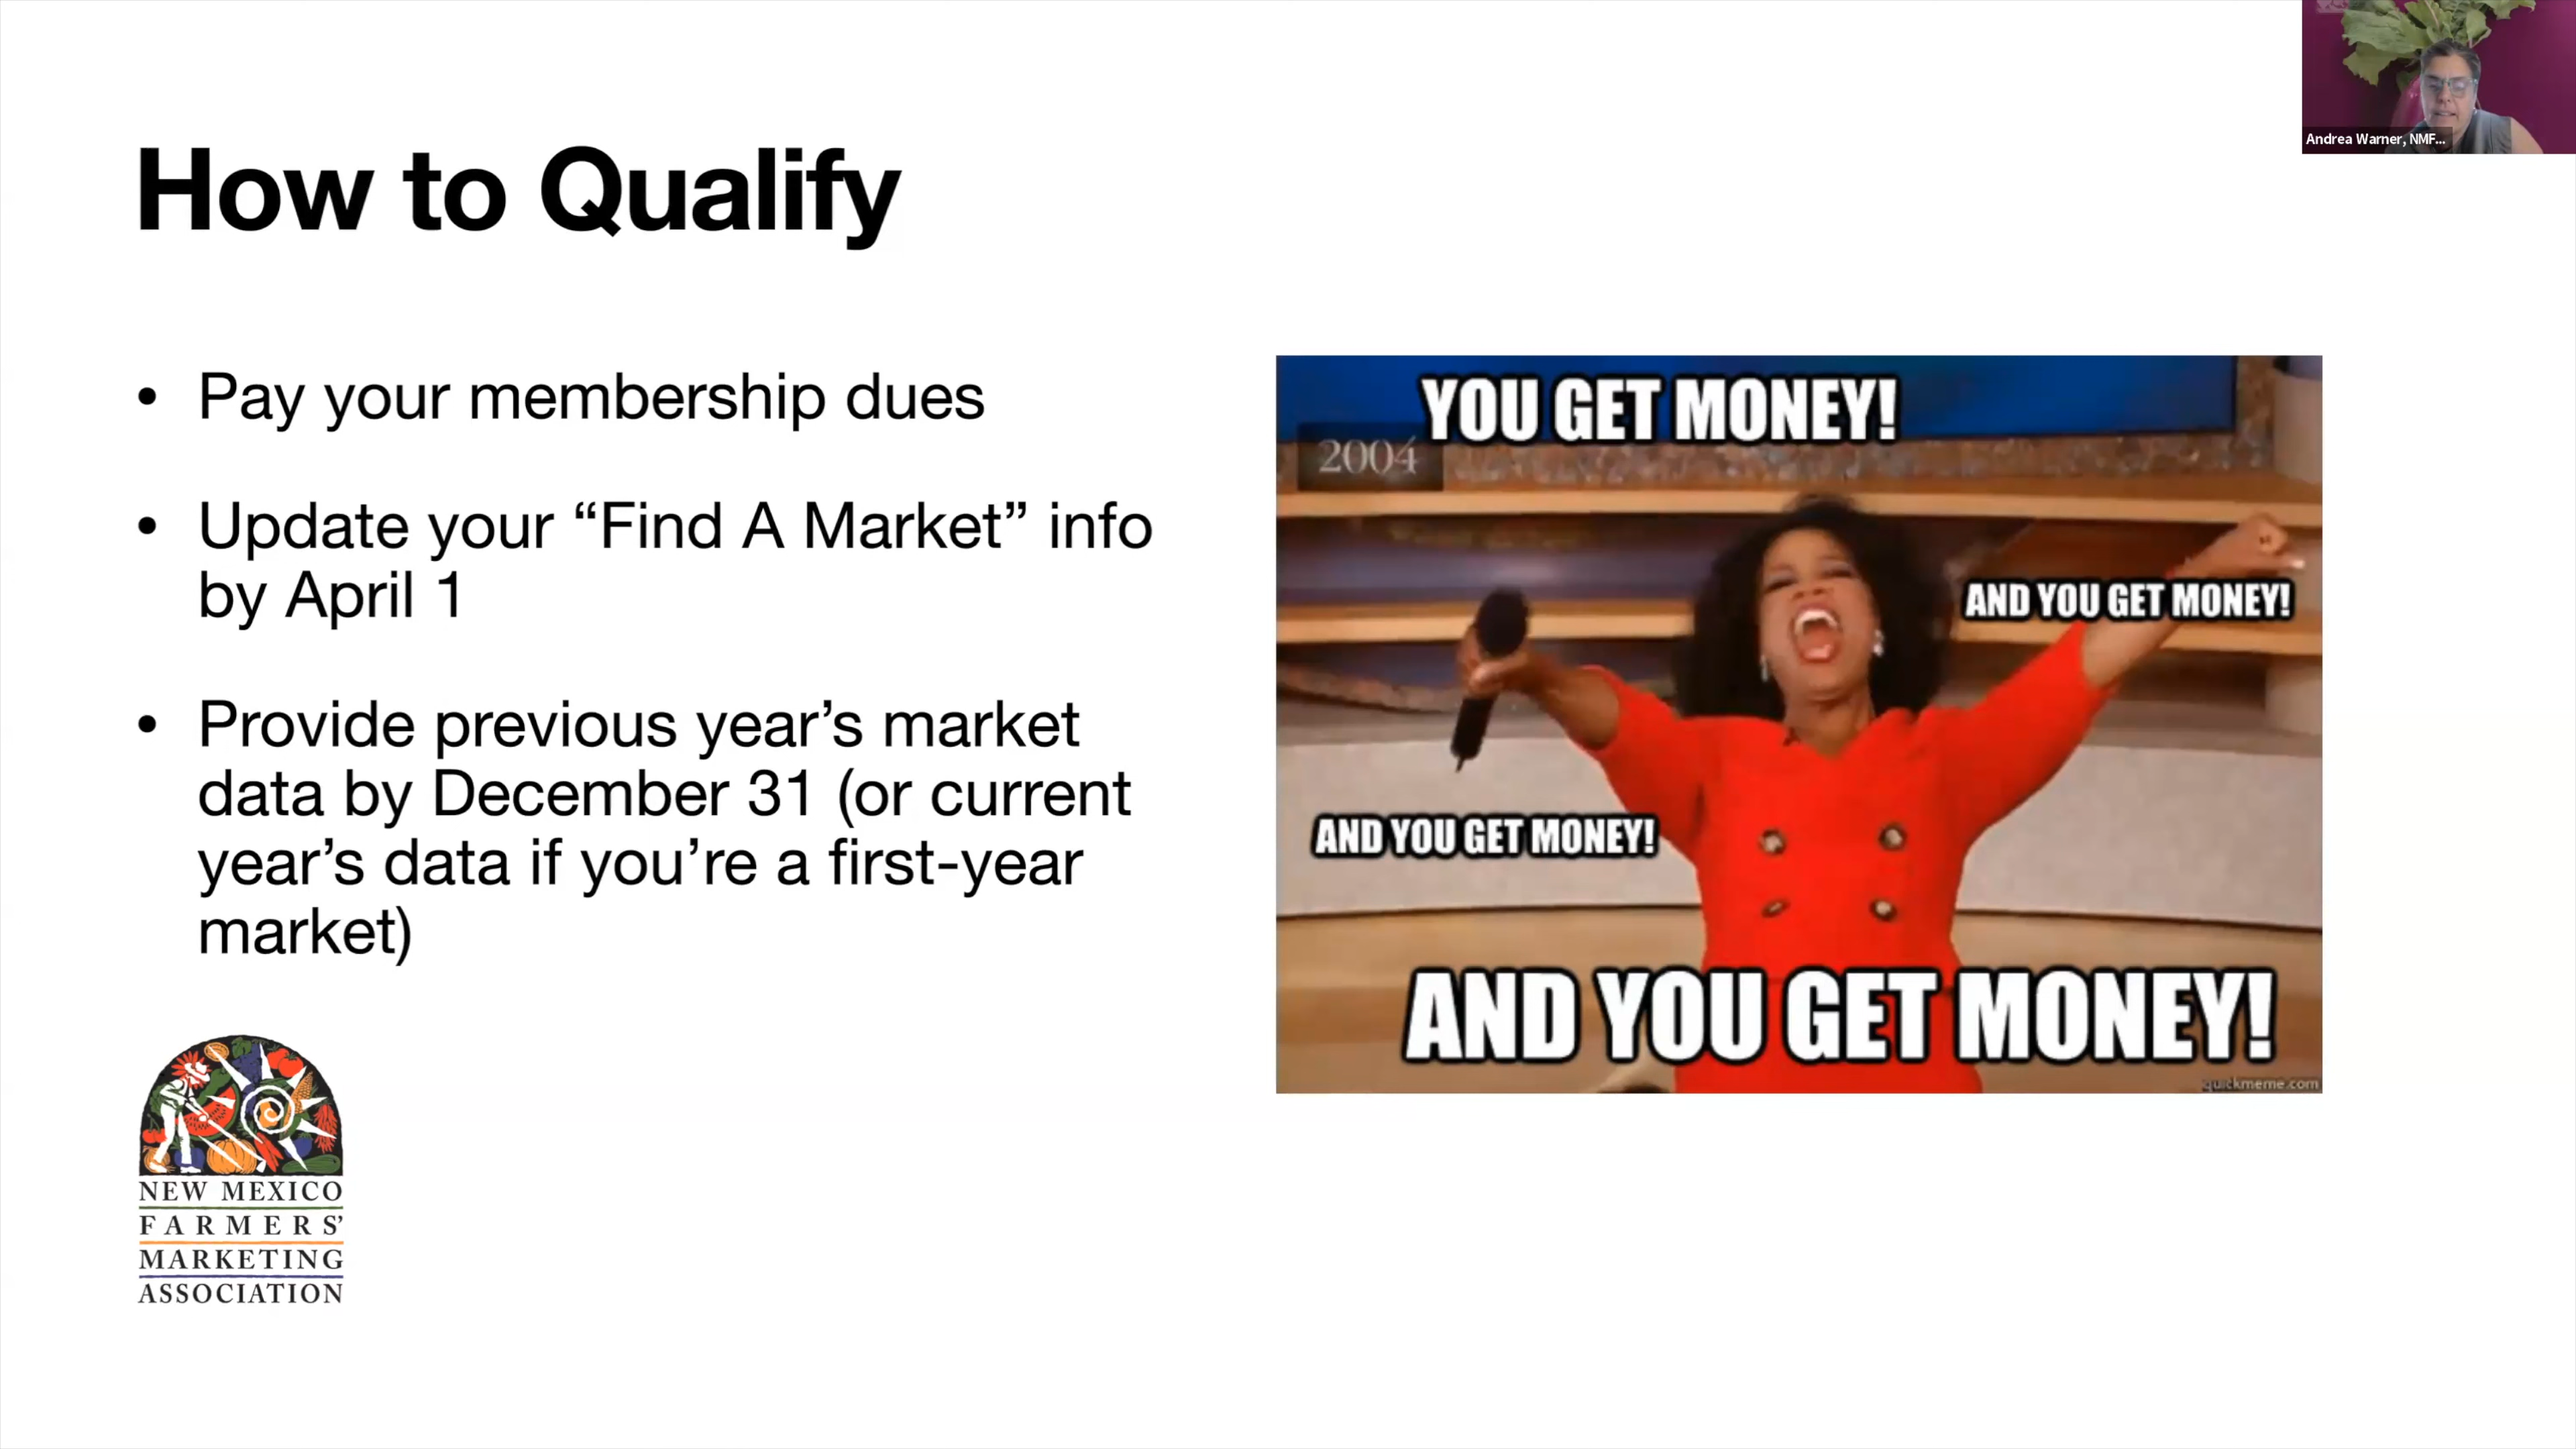 Andrea Warner, NMF...
How to Qualify
• Pay your membership dues
• Update your “Find A Market” info
by April 1
• Provide previous year’s market
data by December 31 (or current
year’s data if you’re a first-year
market)
YOU GET MONEY!
2004
AND YOU GET MONEY!
AND YOU GET MONEY!
AND YOU GET MONEY!
quickmeme.com
NEW MEXICO
FARMERS’
MARKETING
ASSOCIATION